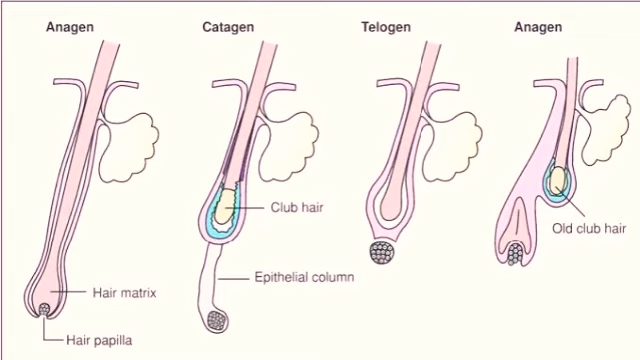 Anagen
Catagen
Telogen
Anagen
Club hair
Old club hair
Epithelial column
Hair matrix
Hair papilla